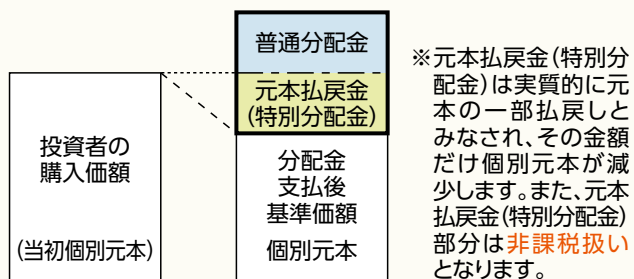 普通分配金
元本払戻金
(特別分配金)
投資者の
購入価額
(当初個別元本)
分配金
支払後
基準価額
個別元本
※元本払戻金(特別分
配金)は実質的に元
本の一部払戻しと
みなされ、その金額
だけ個別元本が減
少します。また、元本
払戻金(特別分配金)
部分は非課税扱い
となります。